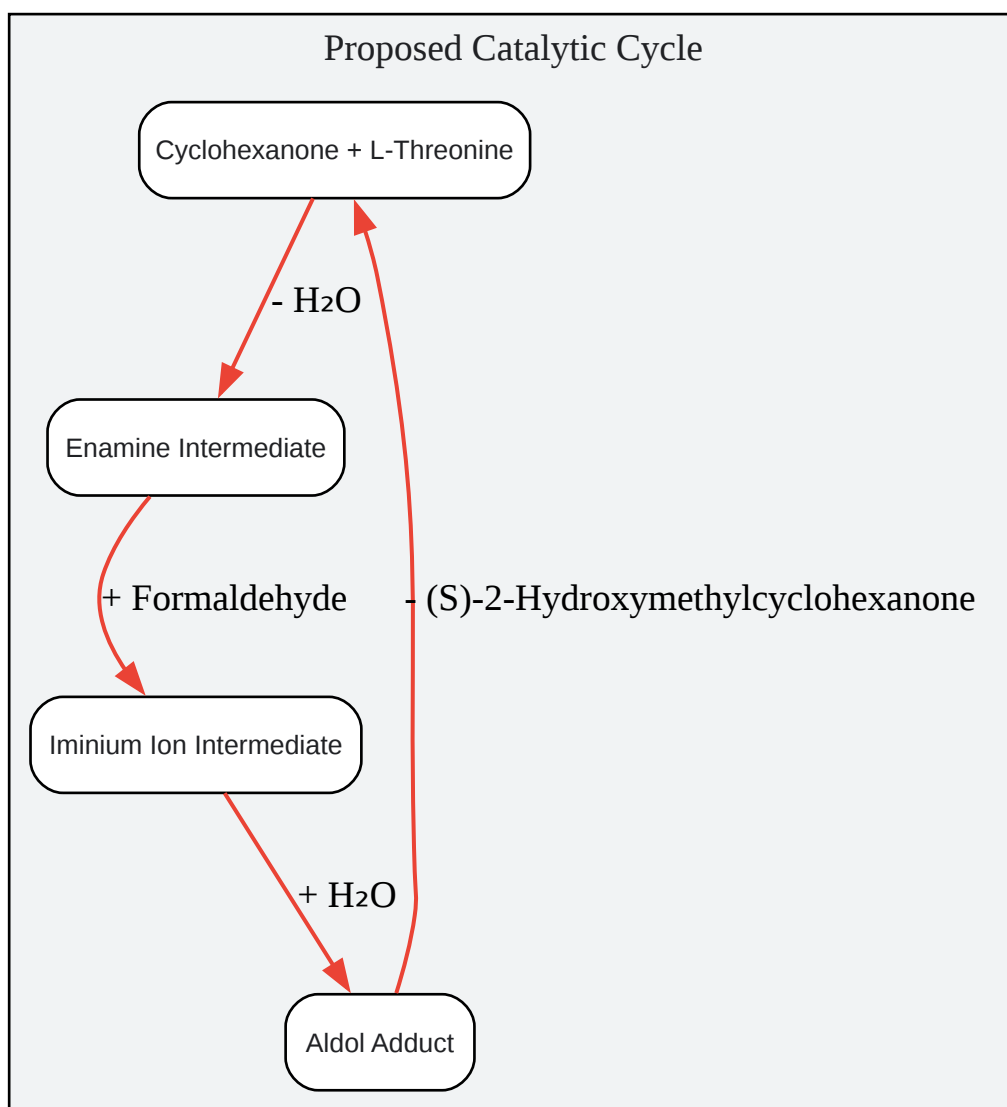 Proposed Catalytic Cycle
Cyclohexanone + L-Threonine
- H₂O
Enamine Intermediate
+ Formaldehyde
- (S)-2-Hydroxymethylcyclohexanone
Iminium Ion Intermediate
+ H₂O
Aldol Adduct